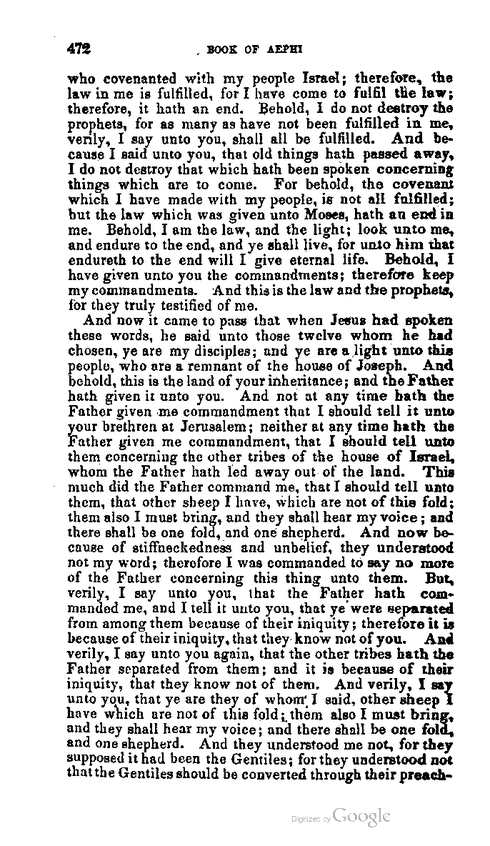 472 . BOOK OF AEPHI
who covenanted with my people Israel; therefore, the
law in me is fulfilled, for I have come to fulfil the law;
therefore, it hath an end. Behold, I do not destroy the
prophets, for as many as have not been fulfilled in me,
verily, I say unto you, shall all be fulfilled. And be-
cause I said unto you, that old things hath passed away,
I do not destroy that which hath been spoken concerning
things which are to come. For behold, the covenant
which I have made with my people, is not all fulfilled;
but the law which was given unto Moses, hath an end in
me. Behold, I am the law, and the light; look unto me,
and endure to the end, and ye shall live, for unto him that
endureth to the end will I give eternal life. Behold, I
have given unto you the commandments; therefore keep
my commandments. And this is the law and the prophets,
for they truly testified of me.
And now it came to pass that when Jesus had spoken
these words, he said unto those twelve whom he had
chosen, ye are my disciples; and ye are a light unto this
people, who are a remnant of the house of Joseph. And
behold, this is the land of your inheritance; and the Father
hath given it unto you. And not at any time hath the
Father given me commandment that I should tell it unto
your brethren at Jerusalem; neither at any time hath the
Father given me commandment, that I should tell unto
them concerning the other tribes of the house of Israel,
whom the Father hath led away out of the land. This
much did the Father command me, that I should tell unto
them, that other sheep I have, which are not of this fold;
them also I must bring, and they shall hear my voice; and
there shall be one fold, and one shepherd. And now be-
cause of stiffneckedness and unbelief, they understood
not my word; therefore I was commanded to say no more
of the Father concerning this thing unto them. But,
verily, I say unto you, that the Father hath com-
manded me, and I tell it unto you, that ye were separated
from among them because of their iniquity; therefore it is
because of their iniquity, that they know not of you. And
verily, I say unto you again, that the other tribes hath the
Father separated from them; and it is because of their
iniquity, that they know not of them. And verily, I say
unto you, that ye are they of whom I said, other sheep I
have which are not of this fold; them also I must bring,
and they shall hear my voice; and there shall be one fold,
and one shepherd. And they understood me not, for they
supposed it had been the Gentiles; for they understood not
that the Gentiles should be converted through their preach-
Digitized by Google